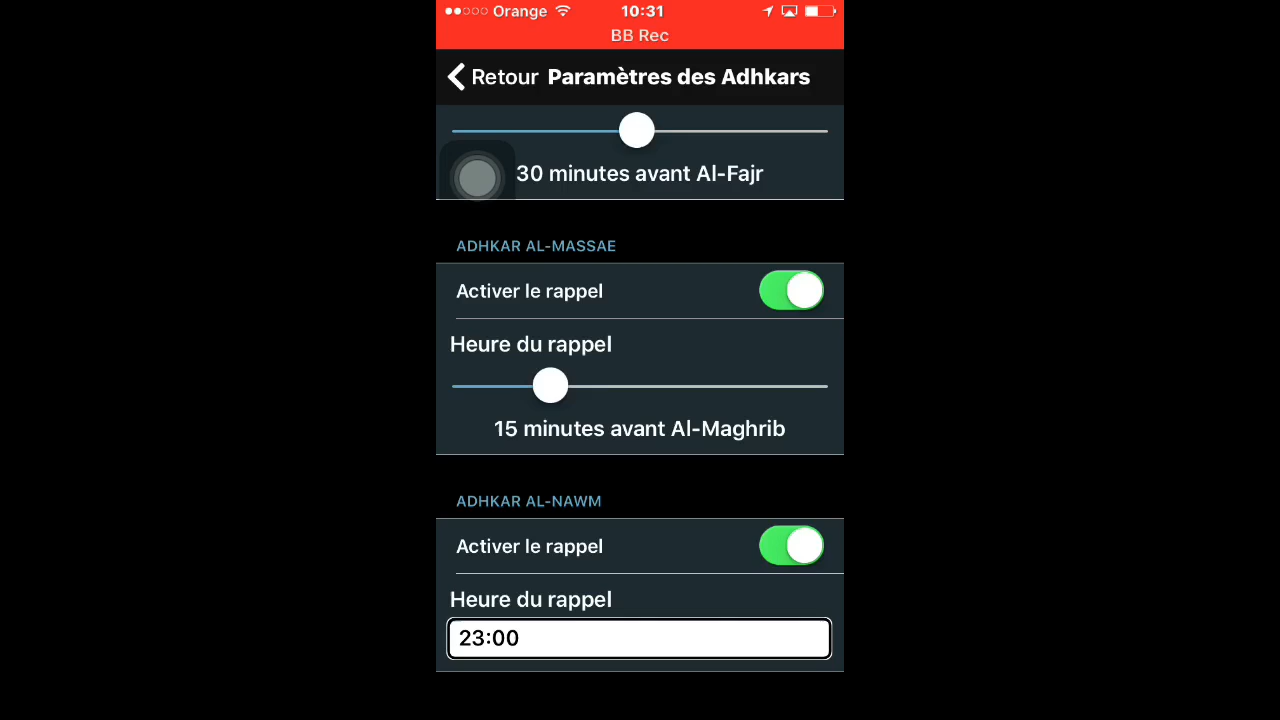 Orange 10:31
BB Rec
Retour Paramètres des Adhkars
30 minutes avant Al-Fajr
ADHKAR AL-MASSAE
Activer le rappel
Heure du rappel
15 minutes avant Al-Maghrib
ADHKAR AL-NAWM
Activer le rappel
Heure du rappel
23:00